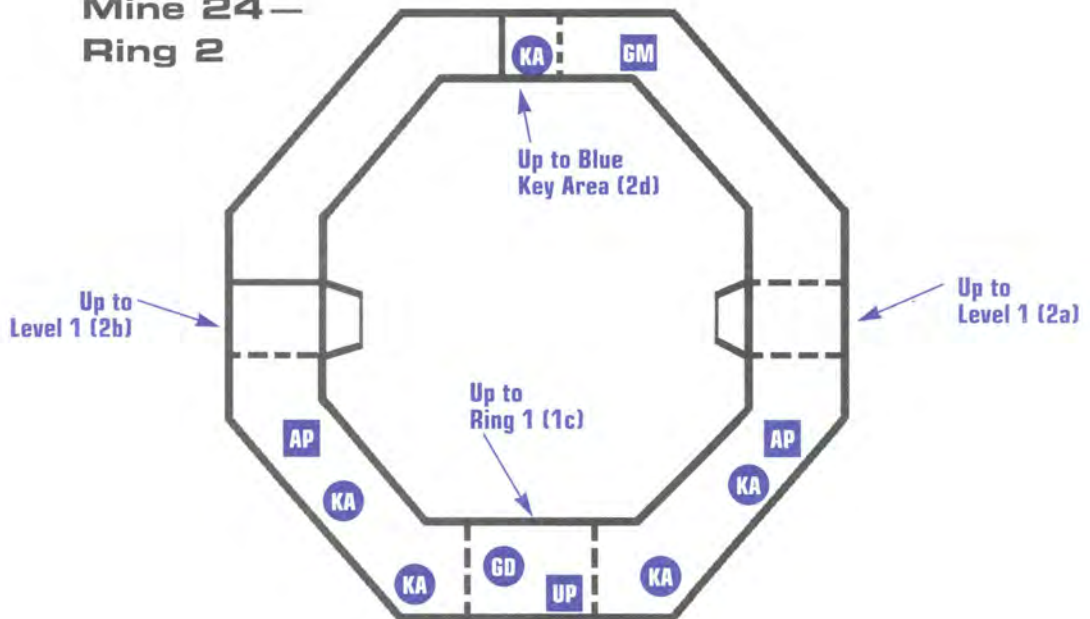 Mine 24—
Ring 2
KA
GM
Up to Blue
Key Area (2d)
Up to
Level 1 (2b)
Up to
Level 1 (2a)
Up to
Ring 1 (1c)
AP
AP
KA
KA
GD
KA
KA
UP